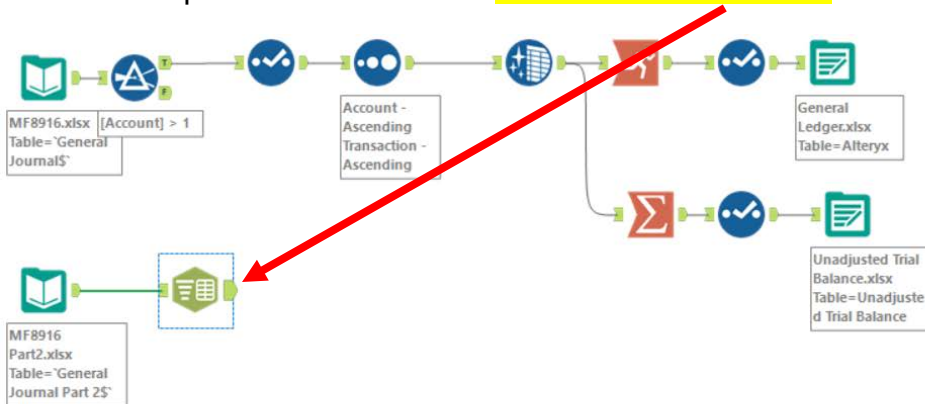 T
F
MF8916.xlsx
Table=`General
Journal$`
[Account] > 1
Account -
Ascending
Transaction -
Ascending
General
Ledger.xlsx
Table=Alteryx
Σ
Unadjusted Trial
Balance.xlsx
Table=Unadjuste
d Trial Balance
MF8916
Part2.xlsx
Table=`General
Journal Part 2$`